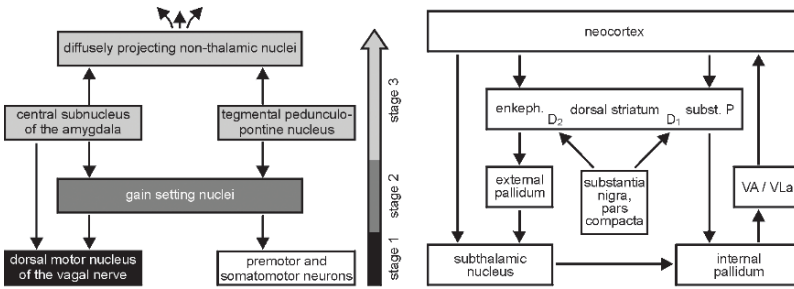 diffusely projecting non-thalamic nuclei
central subnucleus
of the amygdala
tegmental pedunculo-
pontine nucleus
gain setting nuclei
dorsal motor nucleus
of the vagal nerve
premotor and
somatomotor neurons
stage 3
stage 2
stage 1
neocortex
enkeph. D2 dorsal striatum D1 subst. P
external
pallidum
substantia
nigra,
pars
compacta
VA / VLa
subthalamic
nucleus
internal
pallidum